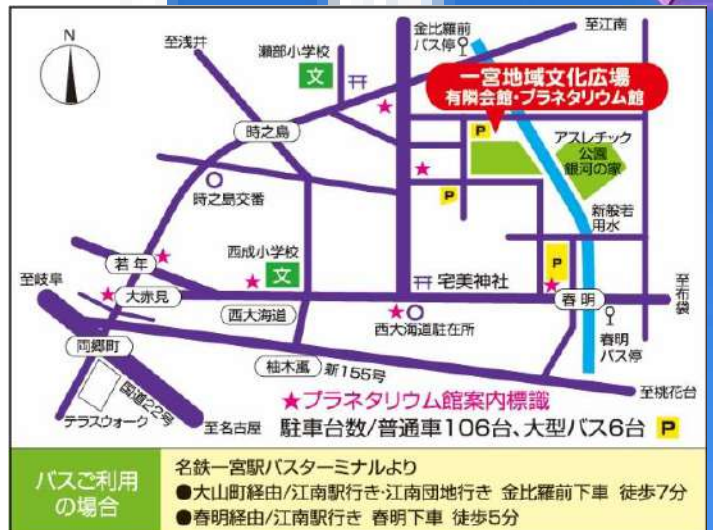 N
至浅井
瀬部小学校
文
金比羅前
バス停
至江南
一宮地域文化広場
有隣会館・プラネタリウム館
時之島
P
アスレチック
公園
銀河の家
時之島交番
P
新般若
用水
若年
西成小学校
文
P
至岐阜
大赤見
宅美神社
春明
至布袋
西大海道
西大海道駐在所
両郷町
春明
バス停
柚木颪
新155号
国道22号
テラスウォーク
至名古屋
至桃花台
★プラネタリウム館案内標識
駐車台数/普通車106台、大型バス6台 P
バスご利用
の場合
名鉄一宮駅バスターミナルより
●大山町経由/江南駅行き・江南団地行き 金比羅前下車 徒歩7分
●春明経由/江南駅行き 春明下車 徒歩5分